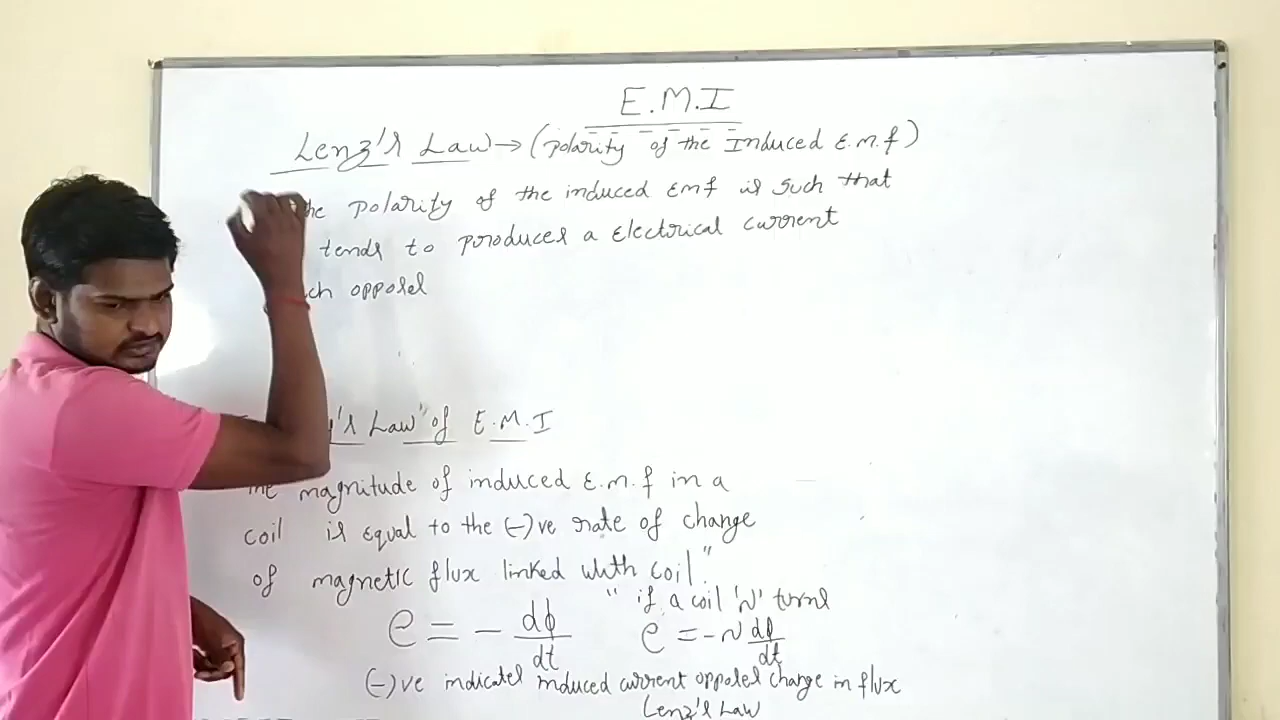 E.M.I
Lenz's Law → (polarity of the Induced E.m.f)
he polarity of the induced Emf is such that
tends to produces a Electrical current
ch opposes
y's Law" of E.M.I
The magnitude of induced E.m.f in a
coil is Equal to the (-)ve rate of change
of magnetic flux linked whth coil."
" if a coil 'N' turns
e = - dϕ/dt e = -N dϕ/dt
(-)ve indicates induced current opposes change in flux
Lenz's Law